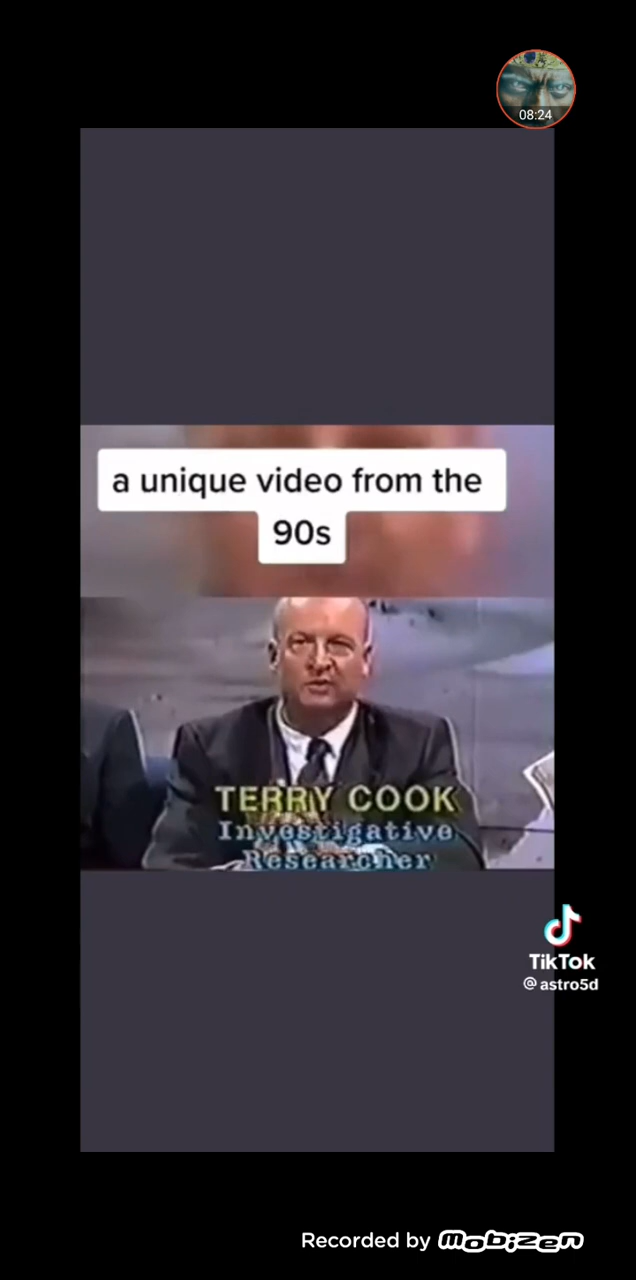 08:24
a unique video from the
90s
TERRY COOK
Investigative
Researcher
TikTok
@astro5d
Recorded by mobizen